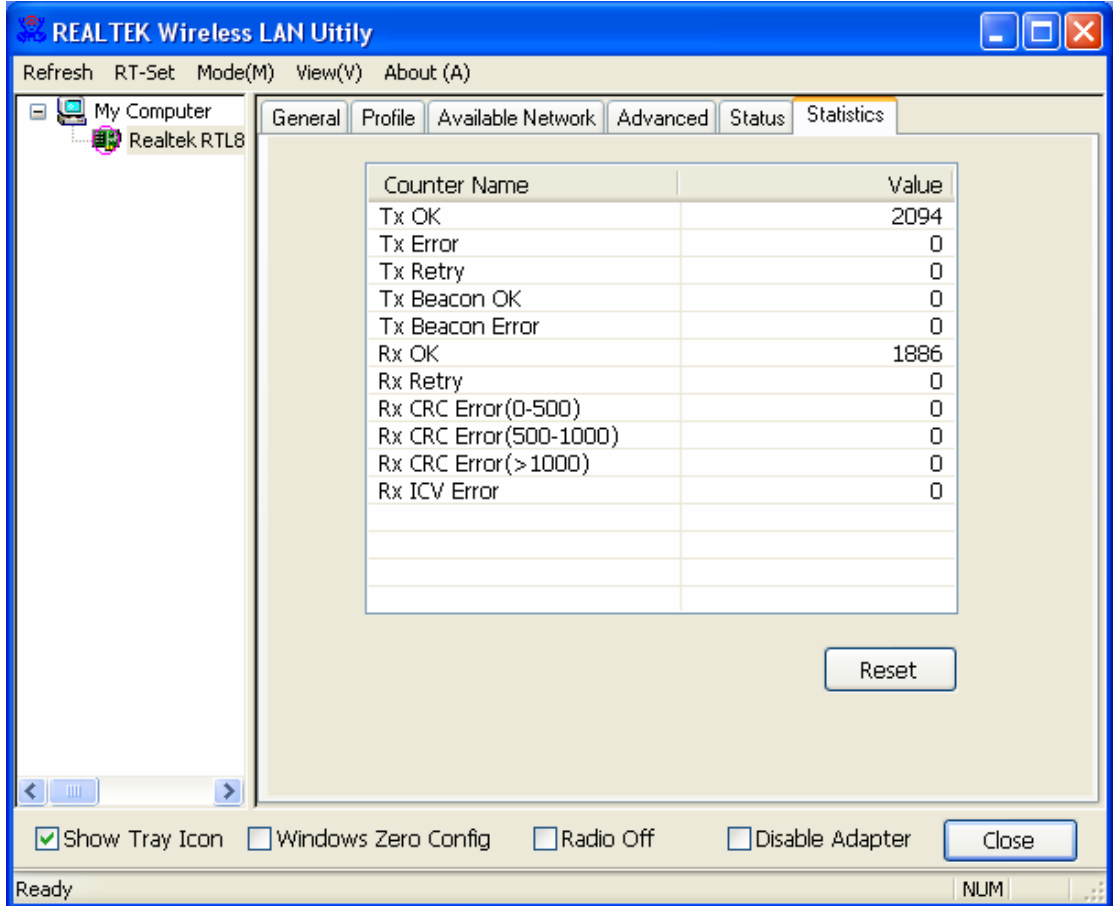 REALTEK Wireless LAN Uitily
Refresh RT-Set Mode(M) View(V) About (A)
My Computer
Realtek RTL8
General Profile Available Network Advanced Status Statistics
Counter Name Value
Tx OK 2094
Tx Error 0
Tx Retry 0
Tx Beacon OK 0
Tx Beacon Error 0
Rx OK 1886
Rx Retry 0
Rx CRC Error(0-500) 0
Rx CRC Error(500-1000) 0
Rx CRC Error(>1000) 0
Rx ICV Error 0
Reset
Show Tray Icon Windows Zero Config Radio Off Disable Adapter Close
Ready NUM